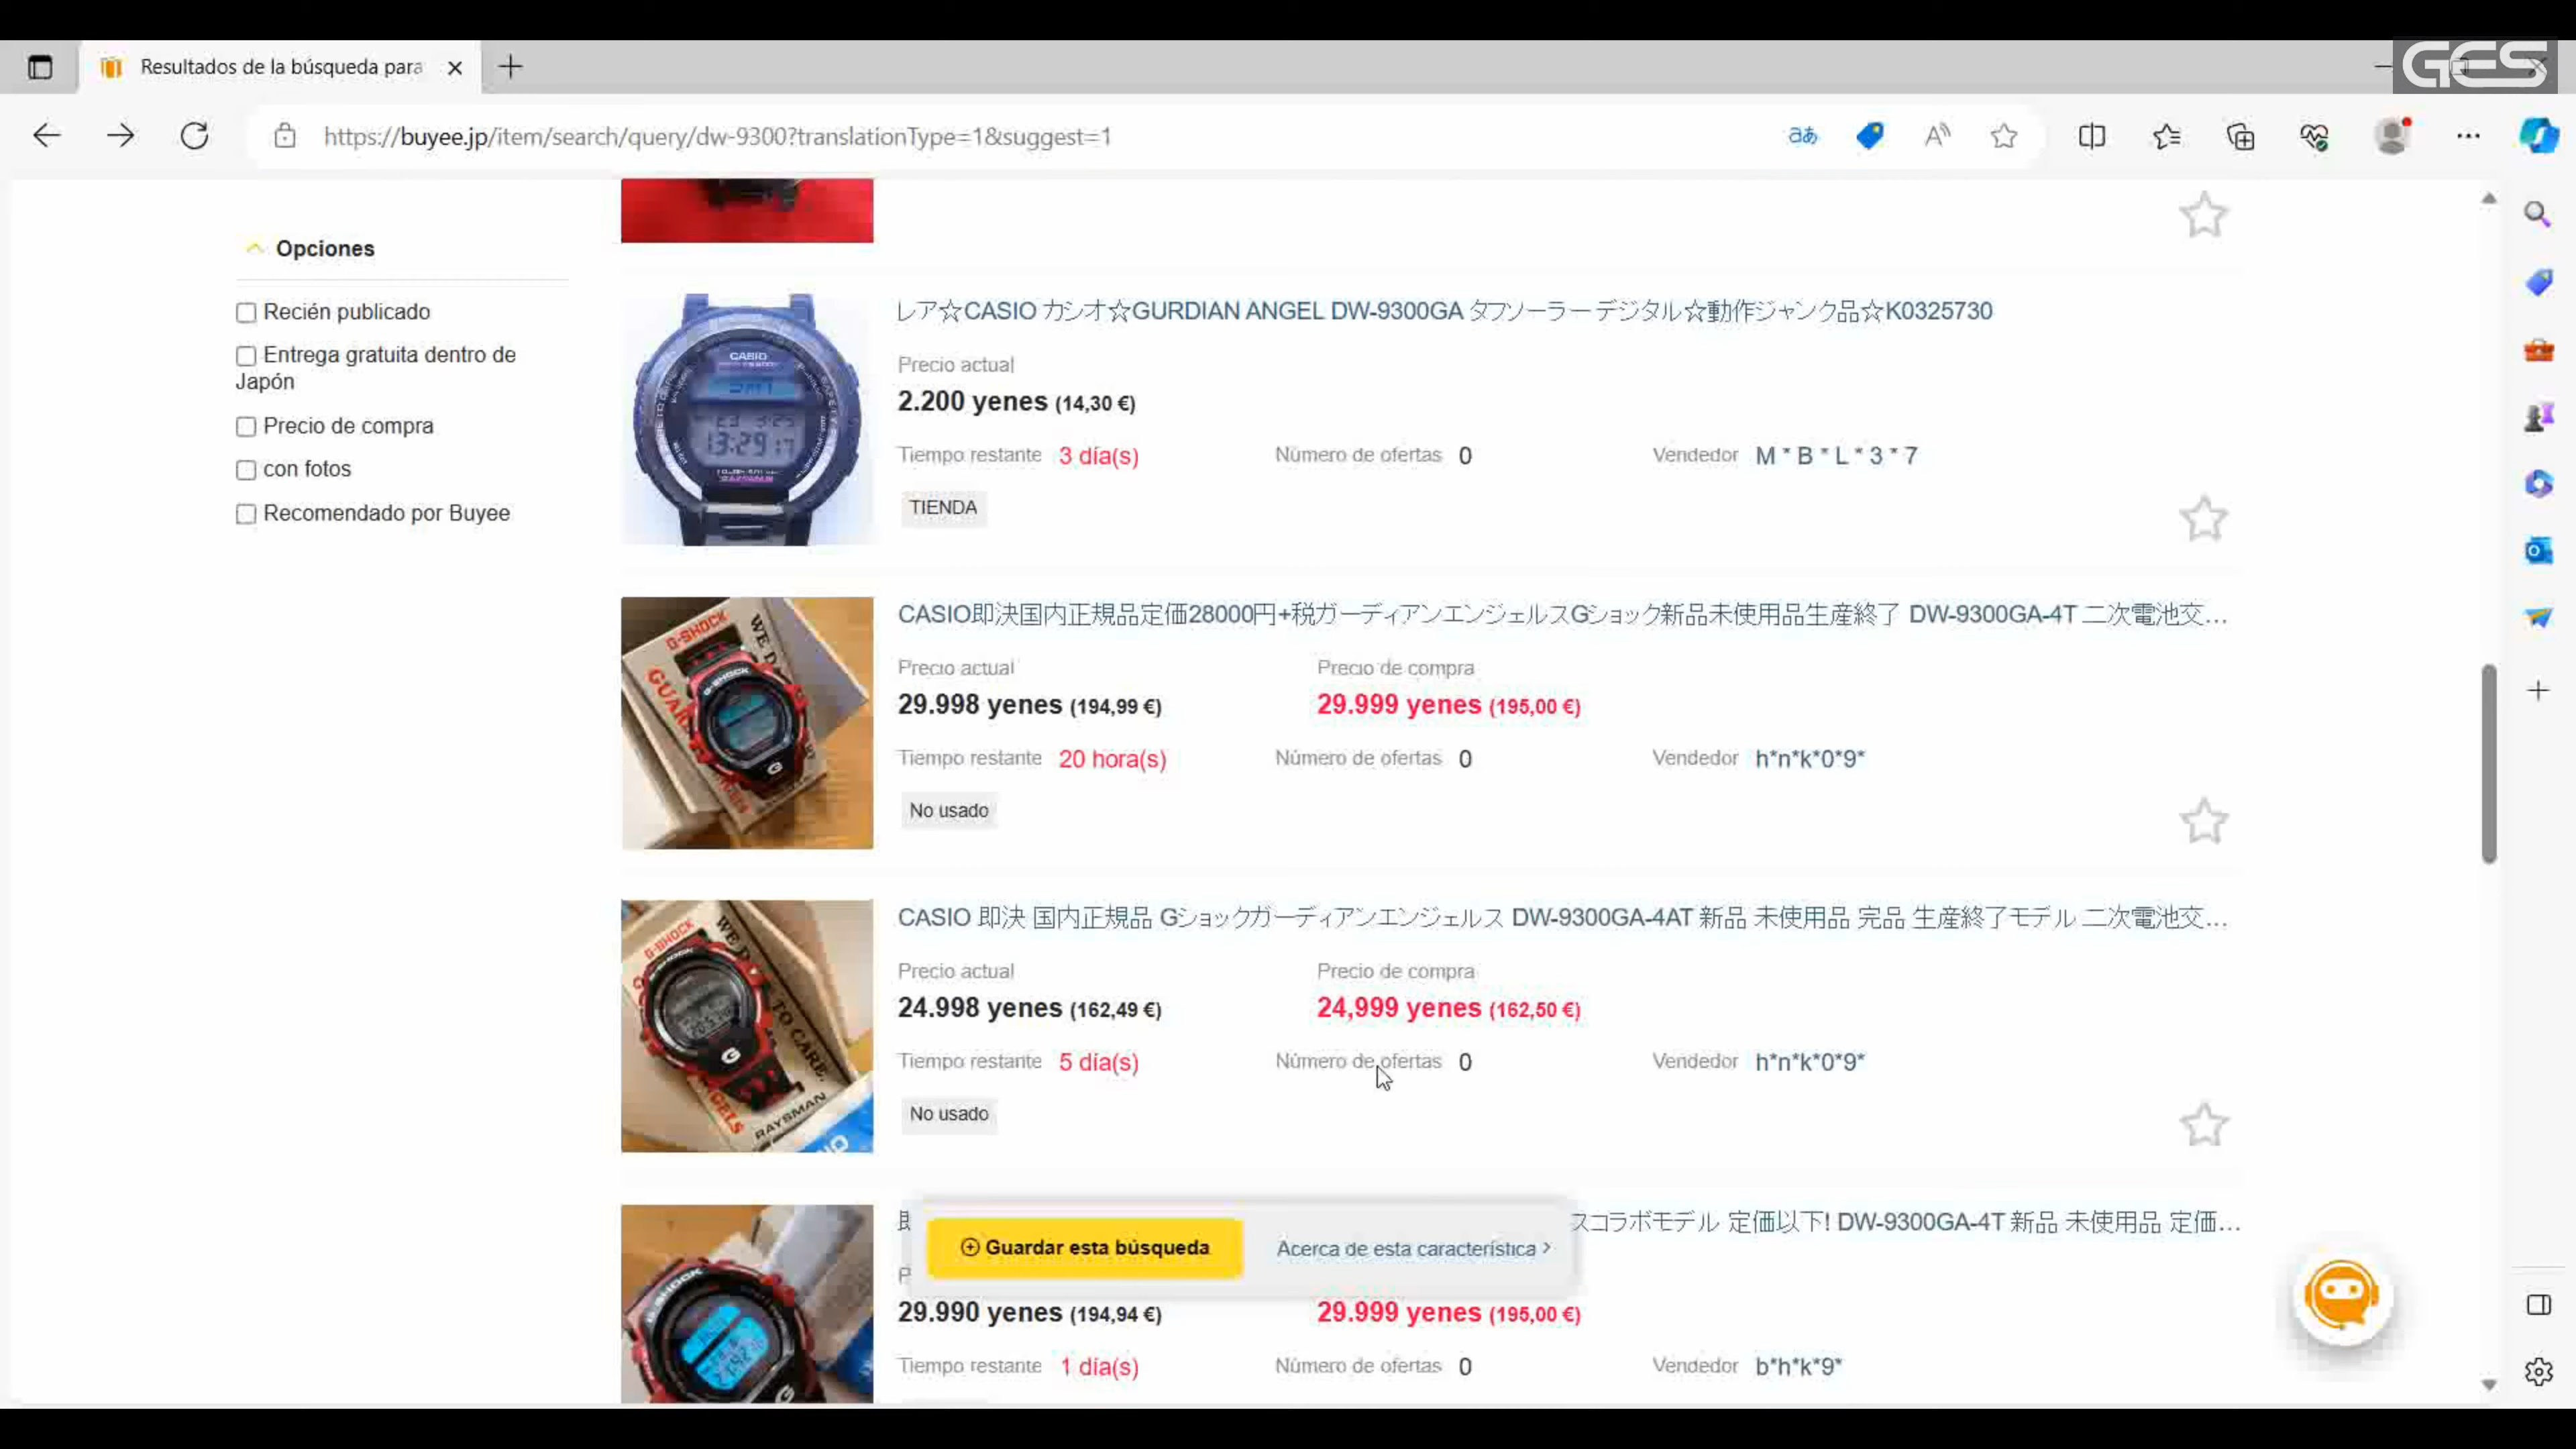 GES
Resultados de la búsqueda para
https://buyee.jp/item/search/query/dw-9300?translationType=1&suggest=1
Opciones
Recién publicado
Entrega gratuita dentro de
Japón
Precio de compra
con fotos
Recomendado por Buyee
レア☆CASIO カシオ☆GURDIAN ANGEL DW-9300GA タフソーラー デジタル☆動作ジャンク品☆K0325730
Precio actual
2.200 yenes (14,30 €)
Tiempo restante 3 día(s) Número de ofertas 0 Vendedor M * B * L * 3 * 7
TIENDA
CASIO
13:29 17
CASIO即決国内正規品定価28000円+税ガーディアンエンジェルスGショック新品未使用品生産終了 DW-9300GA-4T 二次電池交…
Precio actual Precio de compra
29.998 yenes (194,99 €) 29.999 yenes (195,00 €)
Tiempo restante 20 hora(s) Número de ofertas 0 Vendedor h*n*k*0*9*
No usado
G-SHOCK
CASIO 即決 国内正規品 Gショックガーディアンエンジェルス DW-9300GA-4AT 新品 未使用品 完品 生産終了モデル 二次電池交…
Precio actual Precio de compra
24.998 yenes (162,49 €) 24,999 yenes (162,50 €)
Tiempo restante 5 día(s) Número de ofertas 0 Vendedor h*n*k*0*9*
No usado
G-SHOCK
TO CARE.
RAYSMAN
スコラボモデル 定価以下! DW-9300GA-4T 新品 未使用品 定価…
Guardar esta búsqueda Acerca de esta característica
29.990 yenes (194,94 €) 29.999 yenes (195,00 €)
Tiempo restante 1 día(s) Número de ofertas 0 Vendedor b*h*k*9*